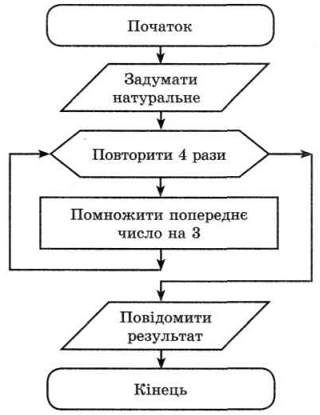 Початок
Задумати
натуральне
Повторити 4 рази
Помножити попереднє
число на 3
Повідомити
результат
Кінець